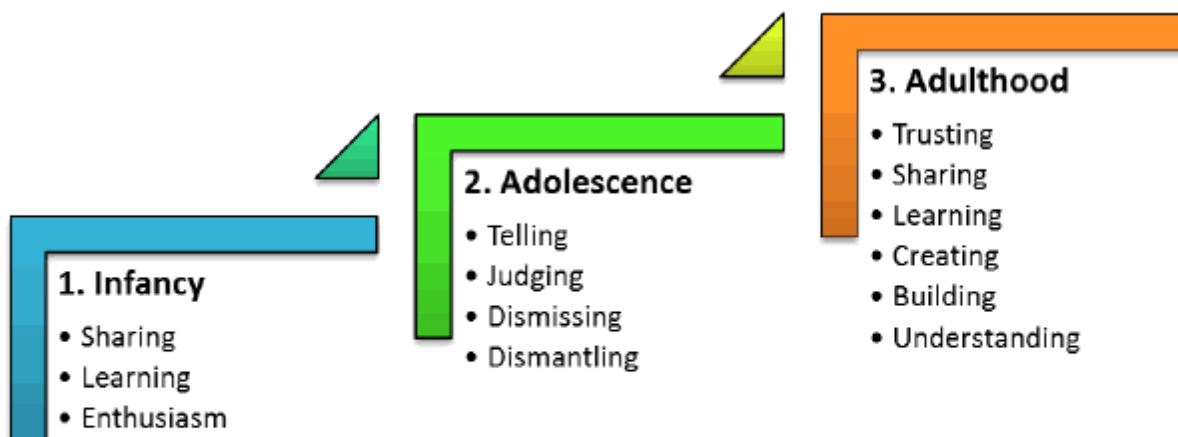 1. Infancy
• Sharing
• Learning
• Enthusiasm
2. Adolescence
• Telling
• Judging
• Dismissing
• Dismantling
3. Adulthood
• Trusting
• Sharing
• Learning
• Creating
• Building
• Understanding